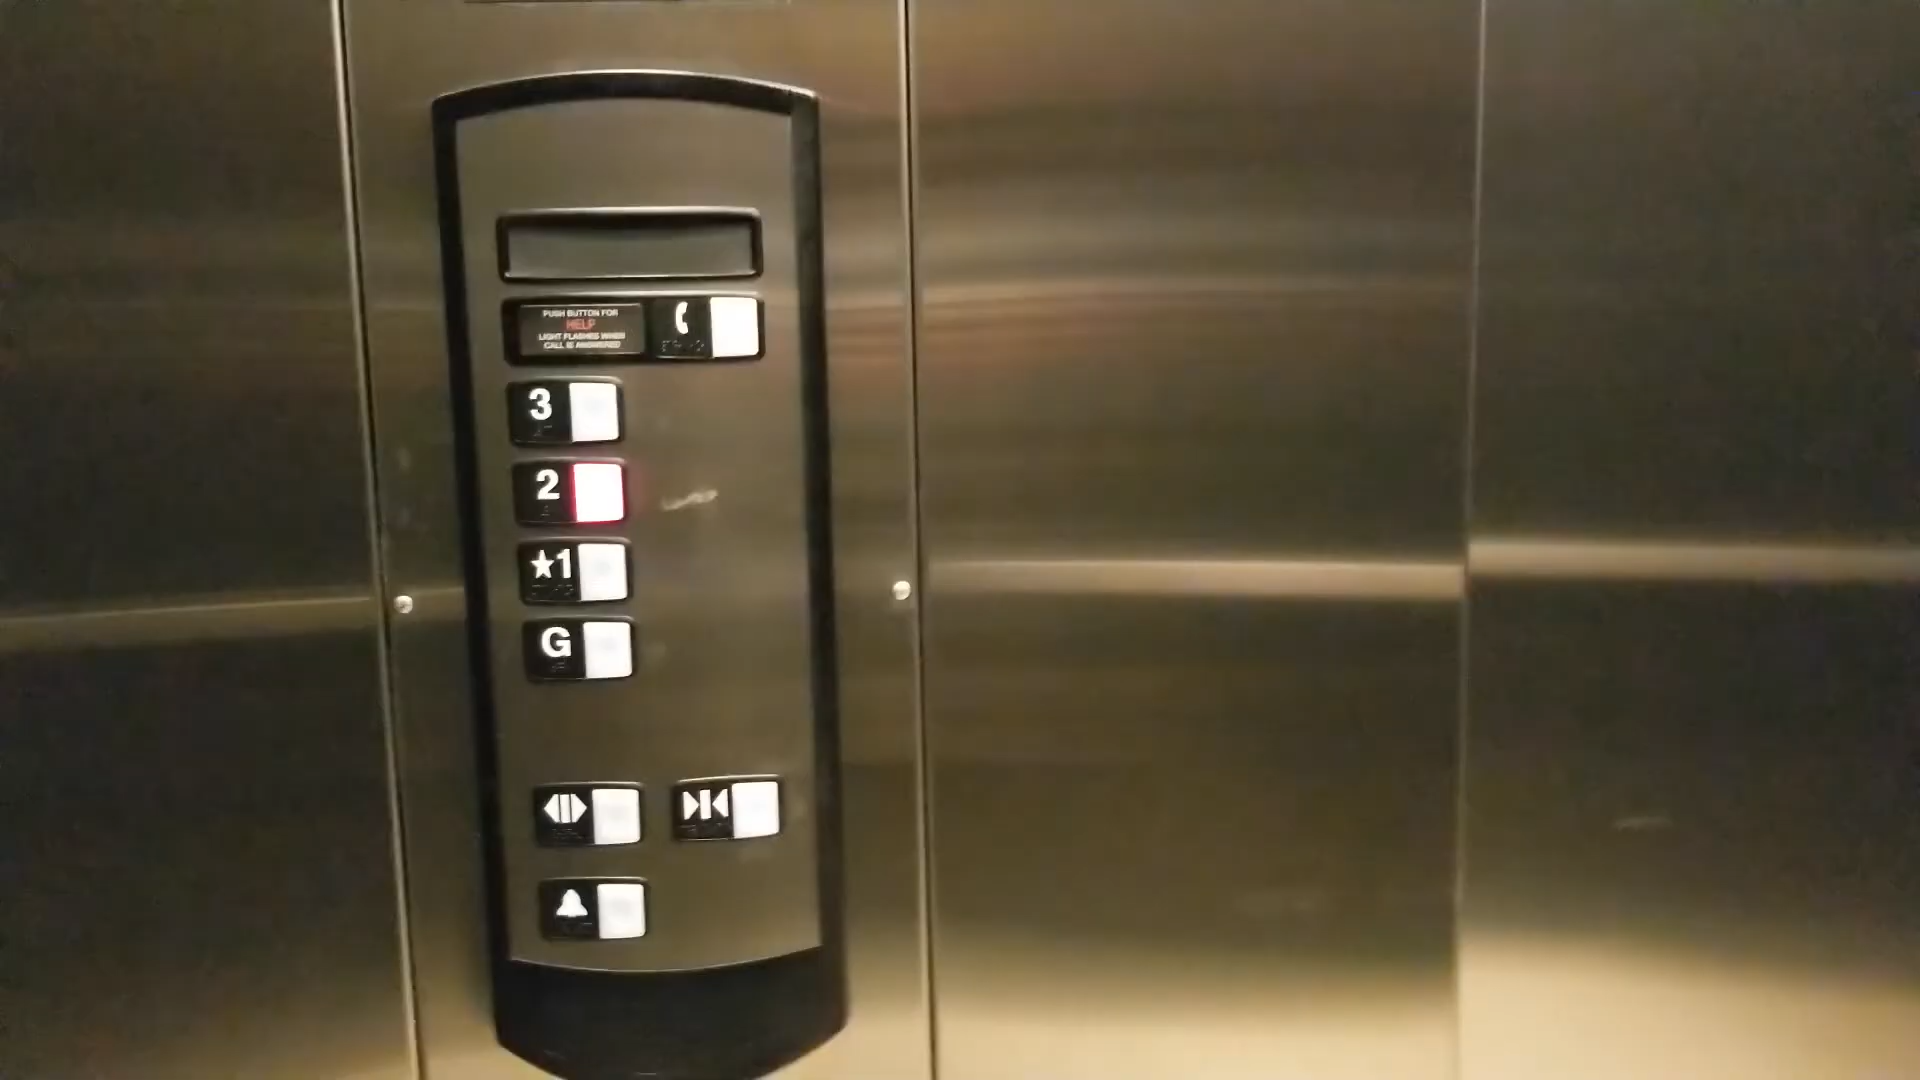 PUSH BUTTON FOR
HELP
LIGHT FLASHES WHEN
CALL IS ANSWERED
3
2
★1
G